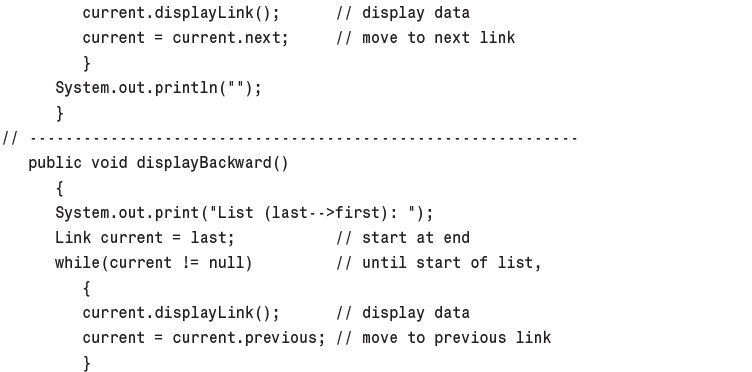 current.displayLink();      // display data
current = current.next;     // move to next link
}
System.out.println("");
}
// -------------------------------------------------------------
public void displayBackward()
{
System.out.print("List (last-->first): ");
Link current = last;           // start at end
while(current != null)         // until start of list,
{
current.displayLink();      // display data
current = current.previous; // move to previous link
}